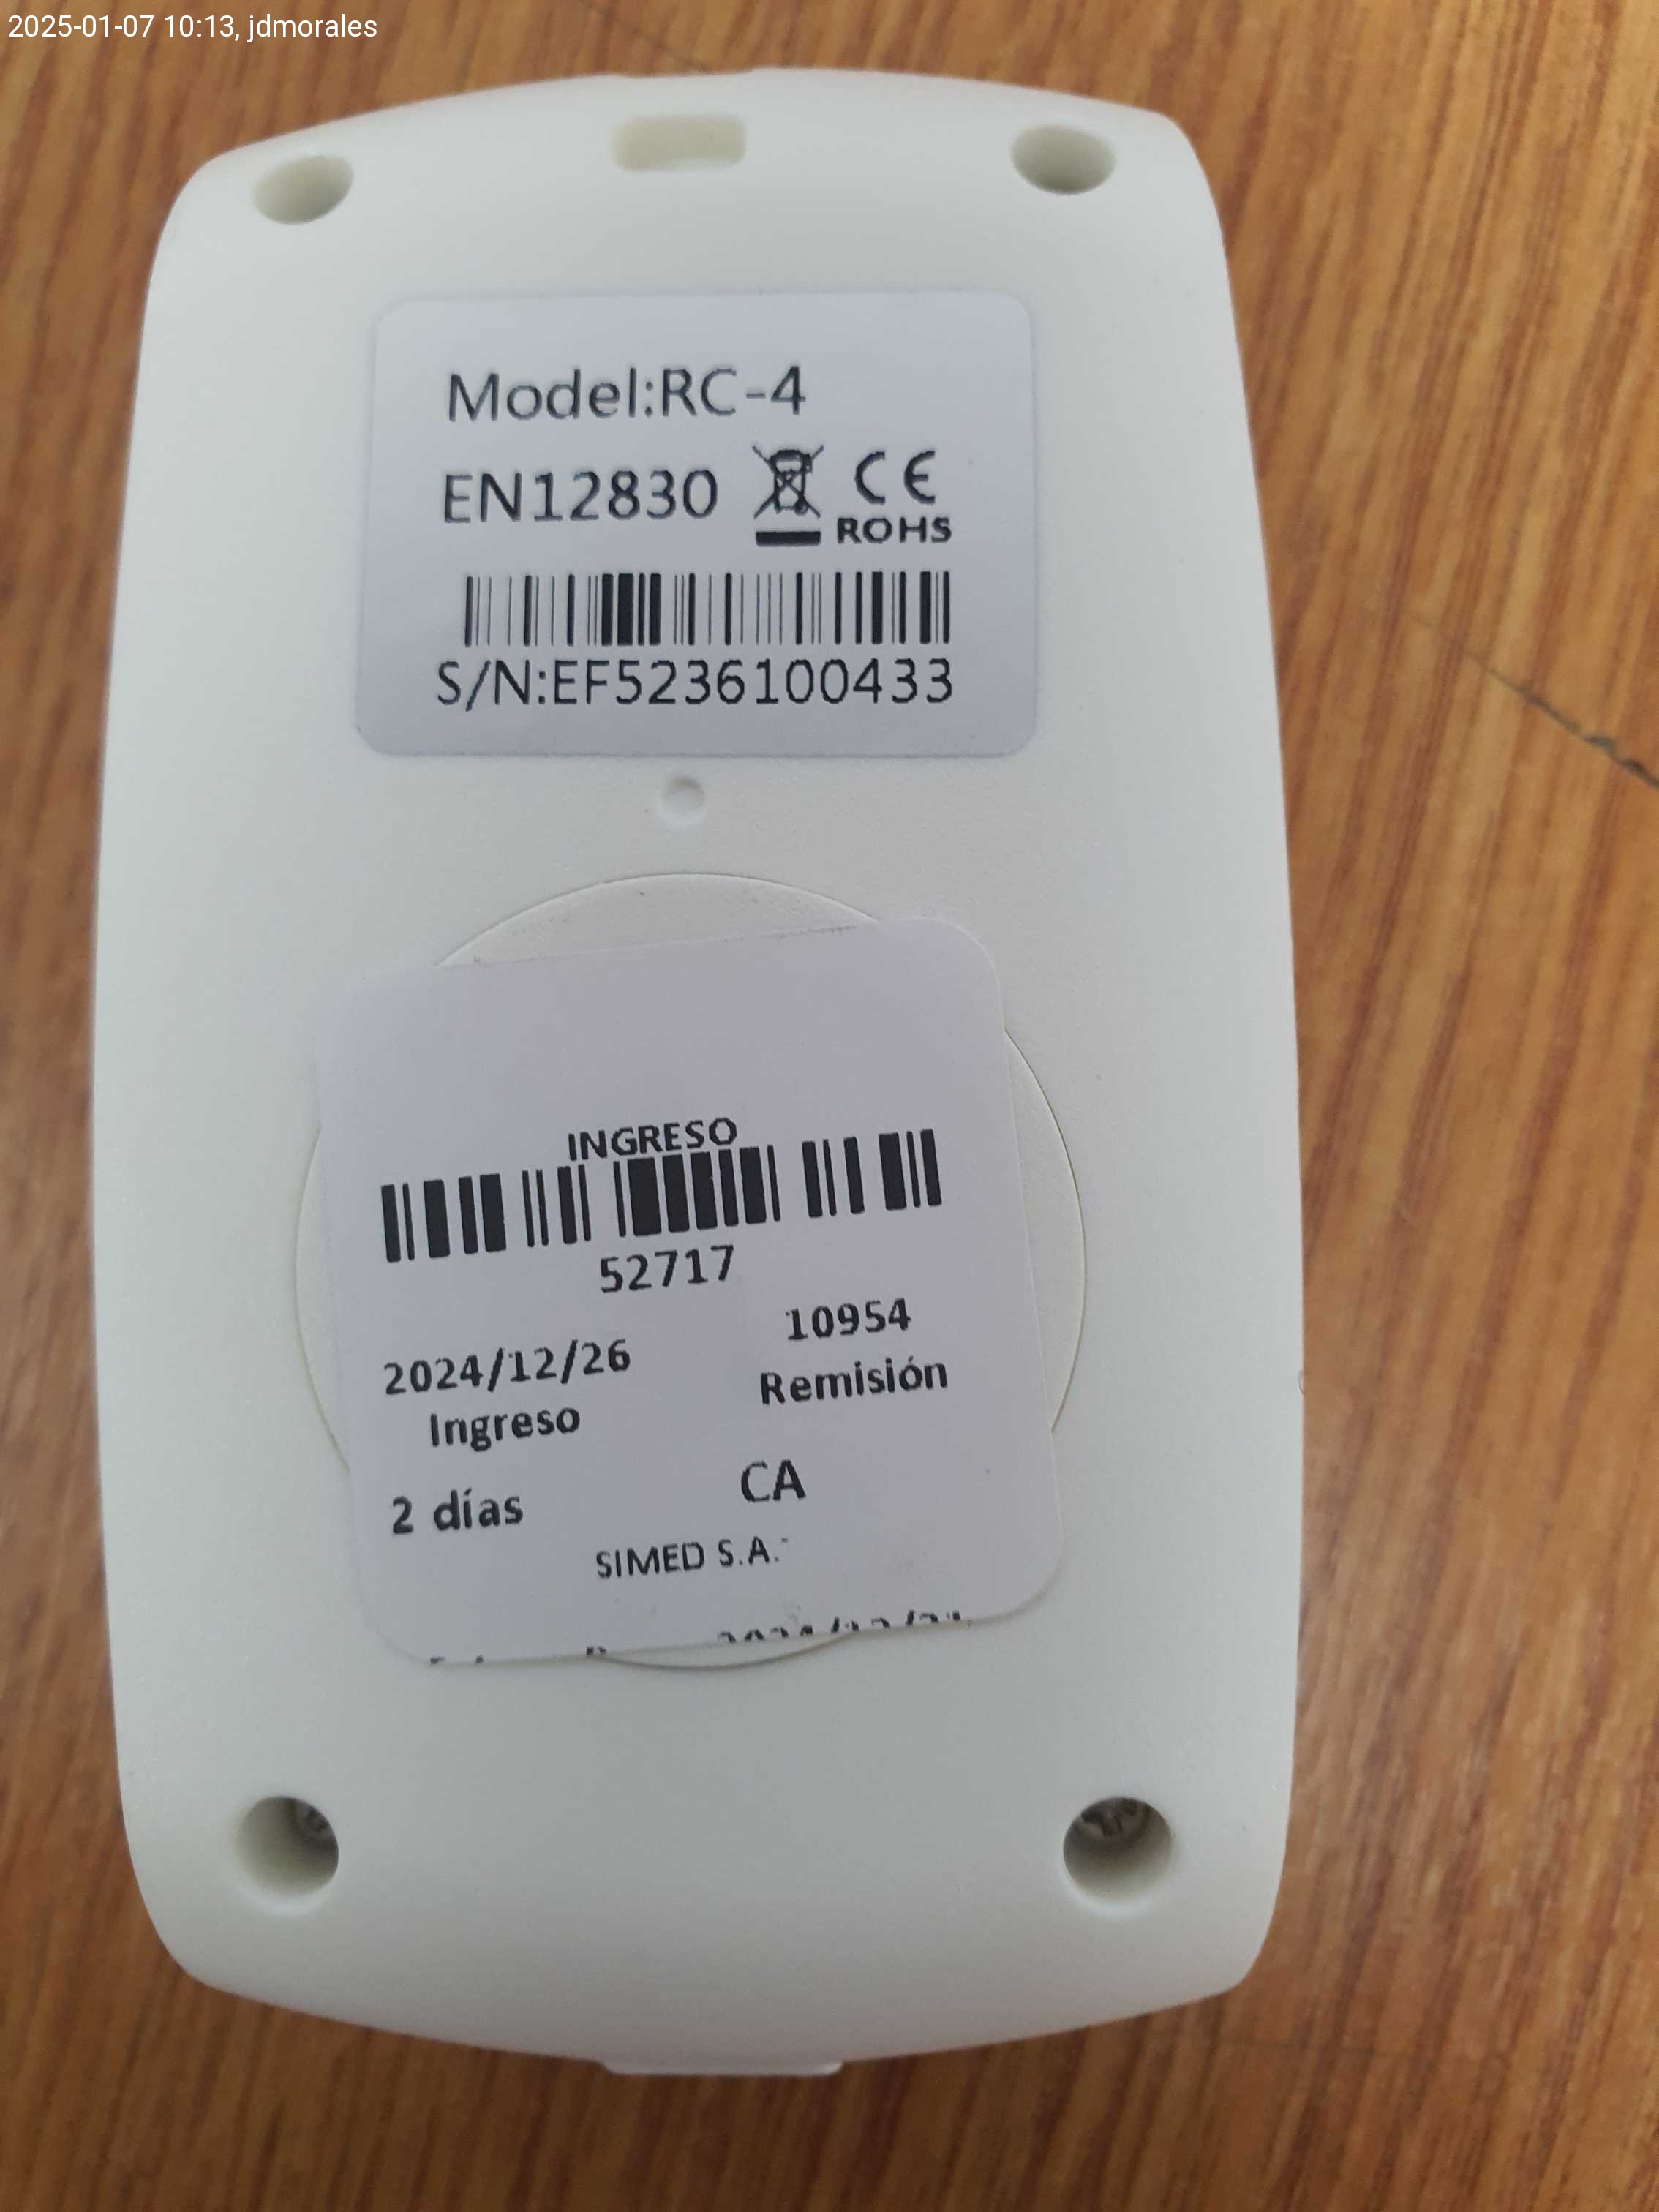 2025-01-07 10:13, jdmorales
Model:RC-4
EN12830 CE
ROHS
S/N:EF5236100433
INGRESO
52717
10954
2024/12/26
Remisión
Ingreso
CA
2 días
SIMED S.A.